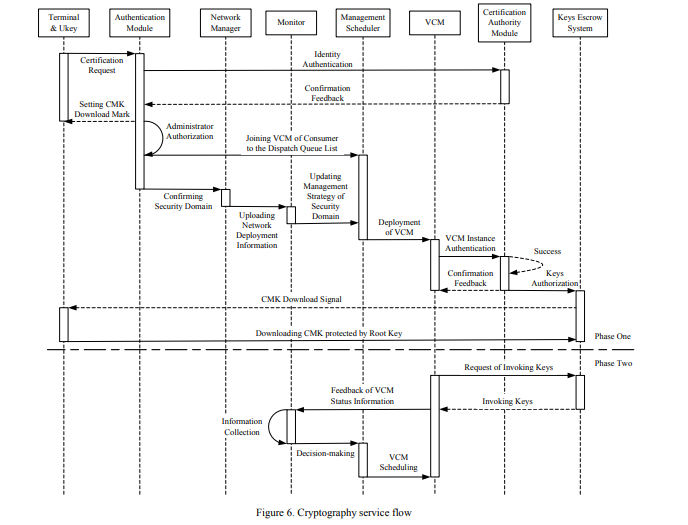 Terminal
& Ukey
Authentication
Module
Network
Manager
Monitor
Management
Scheduler
VCM
Certification
Authority
Module
Keys Escrow
System
Certification
Request
Identity
Authentication
Confirmation
Feedback
Setting CMK
Download Mark
Administrator
Authorization
Joining VCM of Consumer
to the Dispatch Queue List
Confirming
Security Domain
Uploading
Network
Deployment
Information
Updating
Management
Strategy of
Security
Domain
Deployment
of VCM
VCM Instance
Authentication
Success
Confirmation
Feedback
Keys
Authorization
CMK Download Signal
Downloading CMK protected by Root Key
Phase One
Phase Two
Request of Invoking Keys
Feedback of VCM
Status Information
Invoking Keys
Information
Collection
Decision-making
VCM
Scheduling
Figure 6. Cryptography service flow